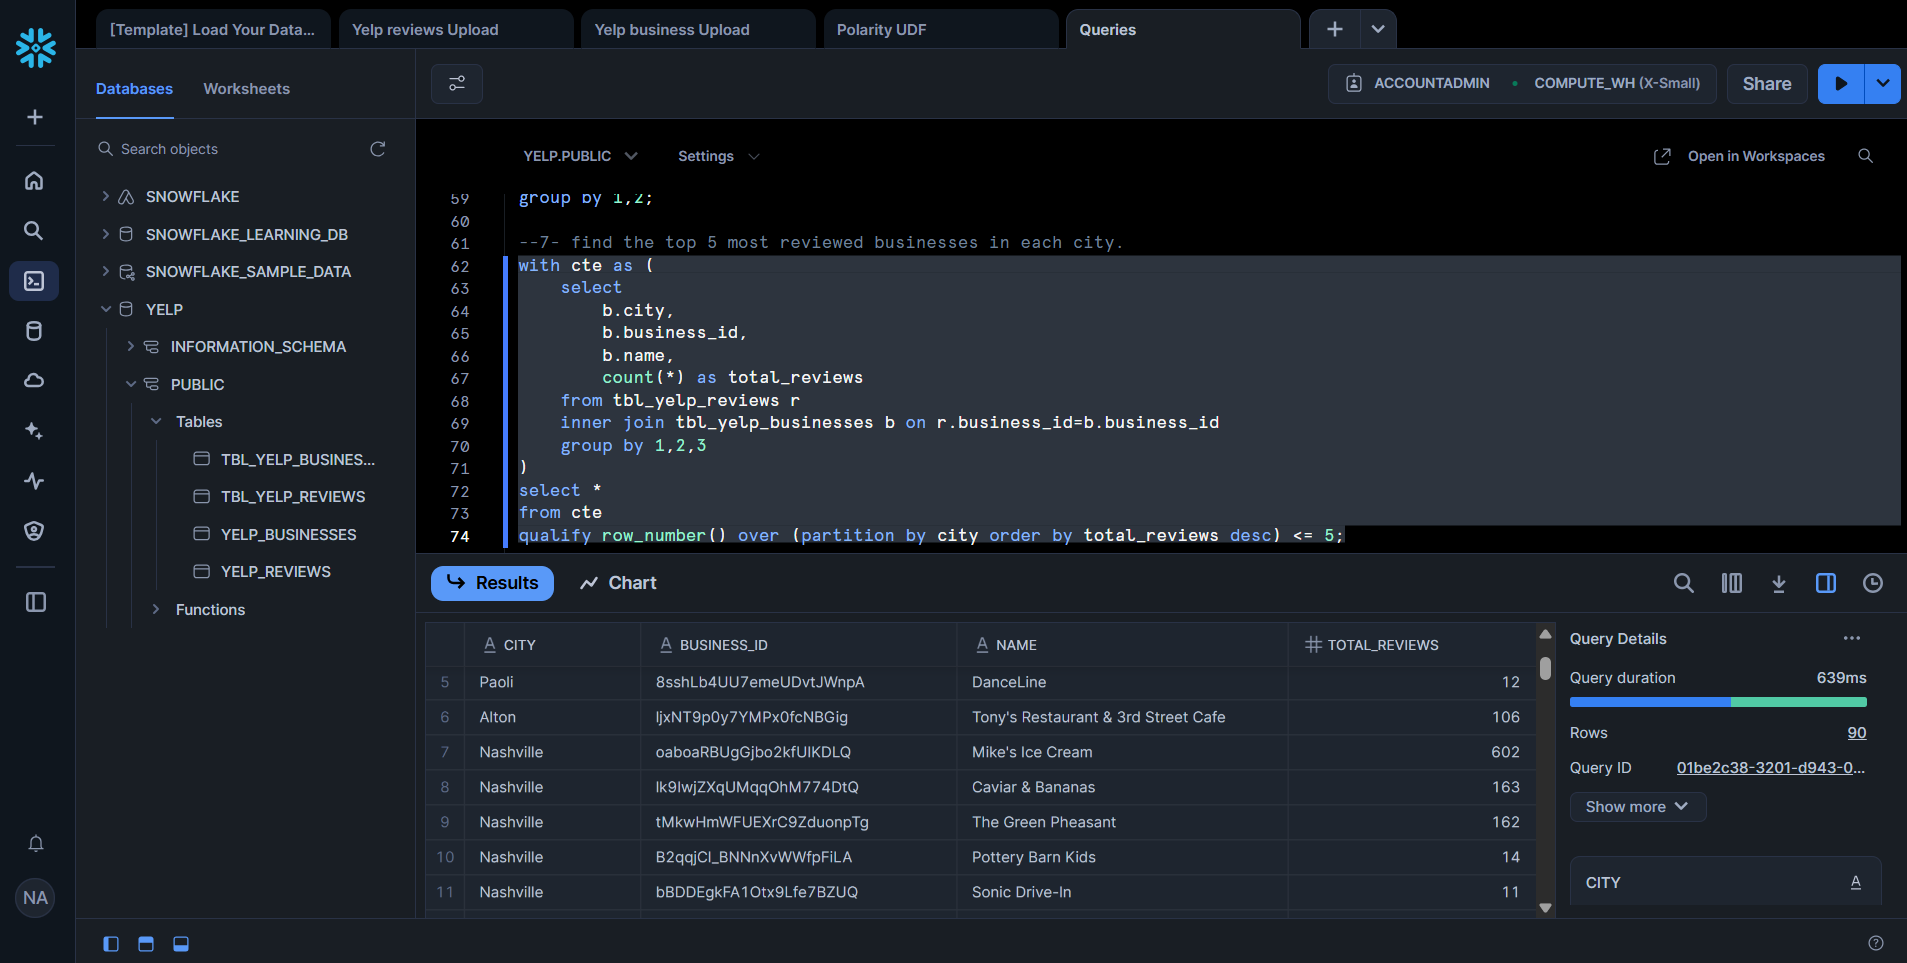 [Template] Load Your Data...
Yelp reviews Upload
Yelp business Upload
Polarity UDF
Queries
Databases
Worksheets
ACCOUNTADMIN
COMPUTE_WH (X-Small)
Share
Search objects
YELP.PUBLIC
Settings
Open in Workspaces
SNOWFLAKE
SNOWFLAKE_LEARNING_DB
SNOWFLAKE_SAMPLE_DATA
YELP
INFORMATION_SCHEMA
PUBLIC
Tables
TBL_YELP_BUSINES...
TBL_YELP_REVIEWS
YELP_BUSINESSES
YELP_REVIEWS
Functions
NA
59 group by 1,2;
60
61 --7- find the top 5 most reviewed businesses in each city.
62 with cte as (
63 select
64 b.city,
65 b.business_id,
66 b.name,
67 count(*) as total_reviews
68 from tbl_yelp_reviews r
69 inner join tbl_yelp_businesses b on r.business_id=b.business_id
70 group by 1,2,3
71 )
72 select *
73 from cte
74 qualify row_number() over (partition by city order by total_reviews desc) <= 5;
Results
Chart
CITY BUSINESS_ID NAME TOTAL_REVIEWS
5 Paoli 8sshLb4UU7emeUDvtJWnpA DanceLine 12
6 Alton ljxNT9p0y7YMPx0fcNBGig Tony's Restaurant & 3rd Street Cafe 106
7 Nashville oaboaRBUgGjbo2kfUIKDLQ Mike's Ice Cream 602
8 Nashville lk9IwjZXqUMqqOhM774DtQ Caviar & Bananas 163
9 Nashville tMkwHmWFUEXrC9ZduonpTg The Green Pheasant 162
10 Nashville B2qqjCl_BNNnXvWWfpFiLA Pottery Barn Kids 14
11 Nashville bBDDEgkFA1Otx9Lfe7BZUQ Sonic Drive-In 11
Query Details
Query duration 639ms
Rows 90
Query ID 01be2c38-3201-d943-0...
Show more
CITY